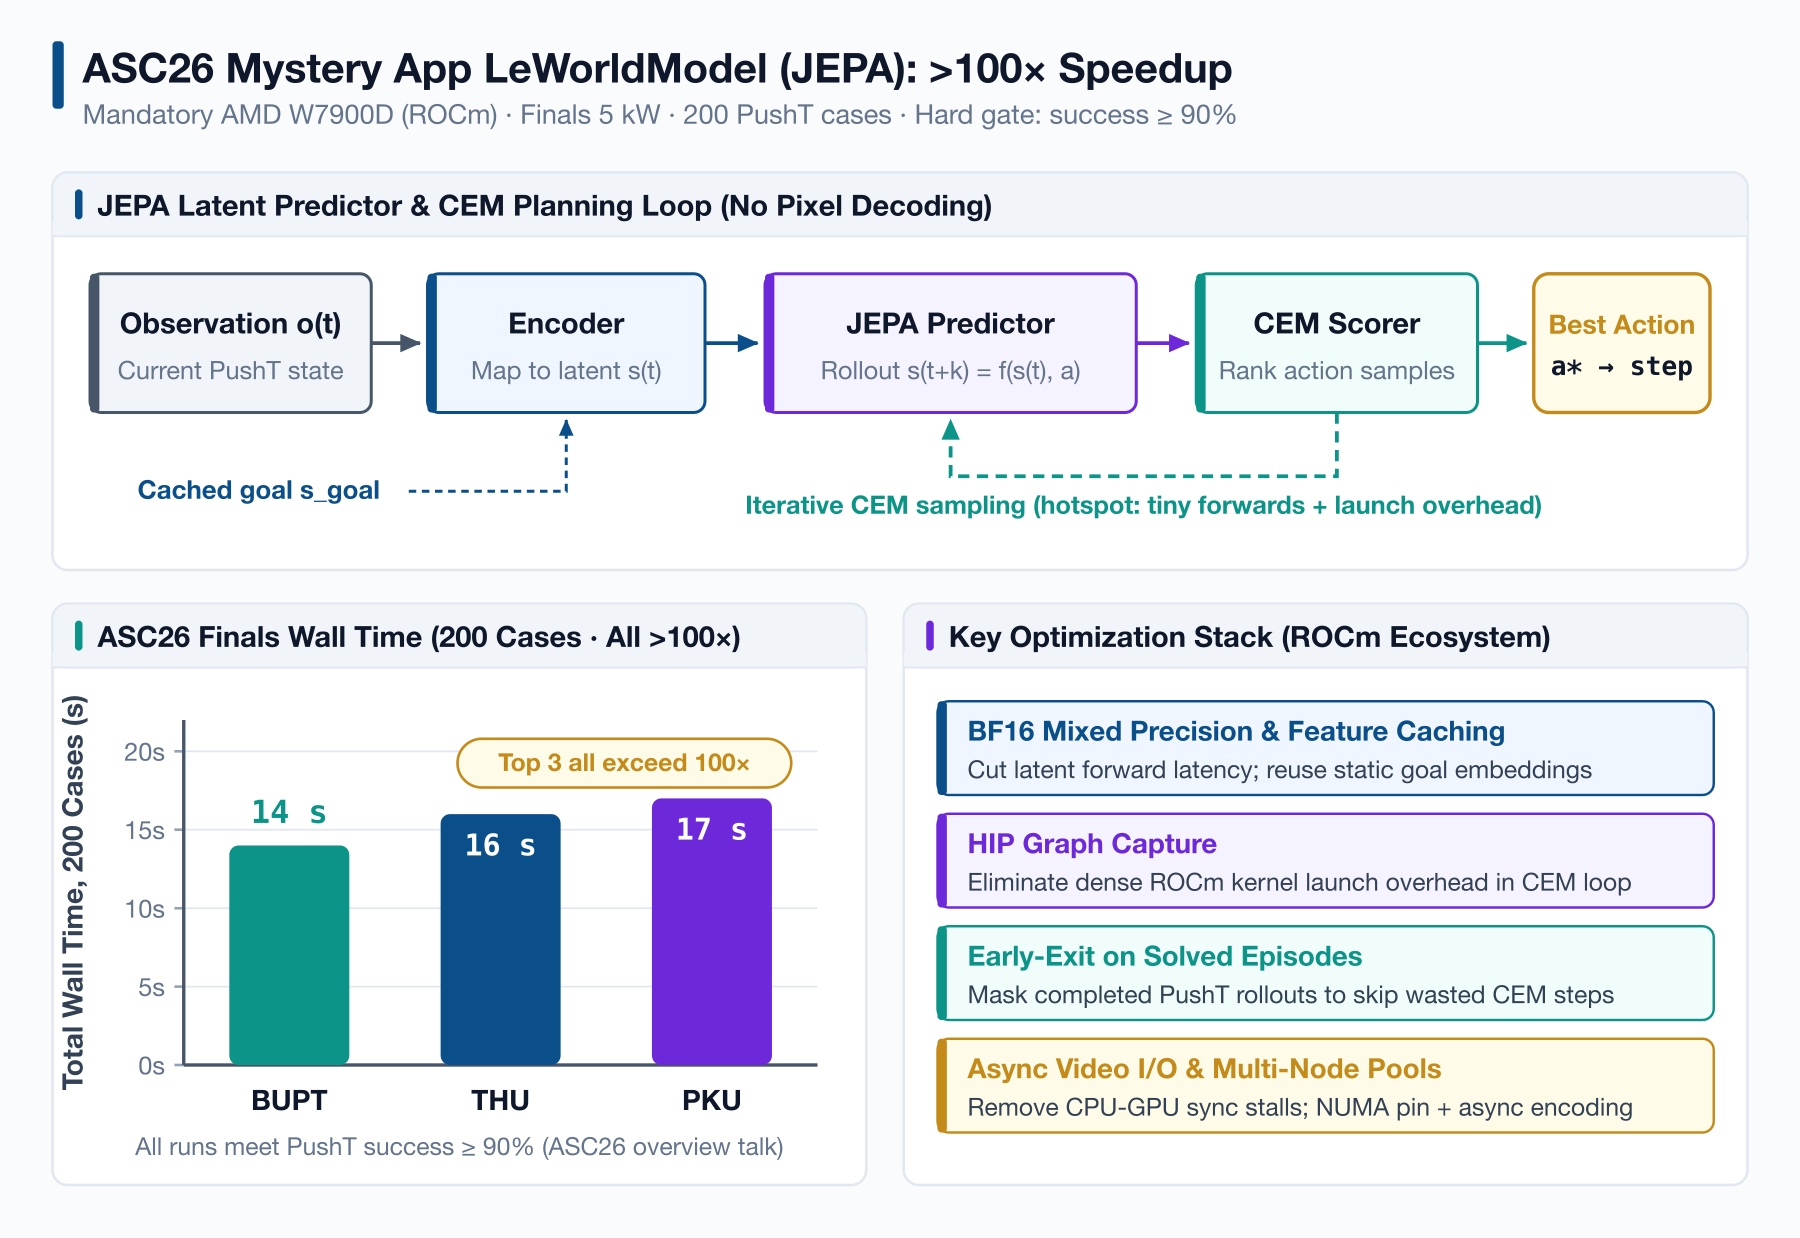 ASC26 Mystery App LeWorldModel (JEPA): >100× Speedup
Mandatory AMD W7900D (ROCm) · Finals 5 kW · 200 PushT cases · Hard gate: success ≥ 90%
JEPA Latent Predictor & CEM Planning Loop (No Pixel Decoding)
Observation o(t)
Current PushT state
Encoder
Map to latent s(t)
JEPA Predictor
Rollout s(t+k) = f(s(t), a)
CEM Scorer
Rank action samples
Best Action
a* → step
Cached goal s_goal
Iterative CEM sampling (hotspot: tiny forwards + launch overhead)
ASC26 Finals Wall Time (200 Cases · All >100×)
Total Wall Time, 200 Cases (s)
20s
15s
10s
5s
0s
Top 3 all exceed 100×
14 s
16 s
17 s
BUPT
THU
PKU
All runs meet PushT success ≥ 90% (ASC26 overview talk)
Key Optimization Stack (ROCm Ecosystem)
BF16 Mixed Precision & Feature Caching
Cut latent forward latency; reuse static goal embeddings
HIP Graph Capture
Eliminate dense ROCm kernel launch overhead in CEM loop
Early-Exit on Solved Episodes
Mask completed PushT rollouts to skip wasted CEM steps
Async Video I/O & Multi-Node Pools
Remove CPU-GPU sync stalls; NUMA pin + async encoding